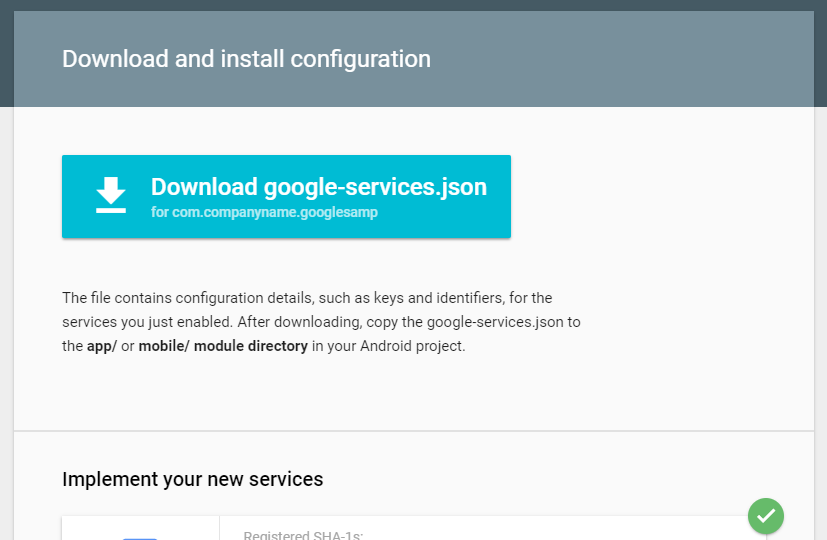 Download and install configuration
Download google-services.json
for com.companyname.googlesamp
The file contains configuration details, such as keys and identifiers, for the
services you just enabled. After downloading, copy the google-services.json to
the app/ or mobile/ module directory in your Android project.
Implement your new services
Registered SHA-1s: